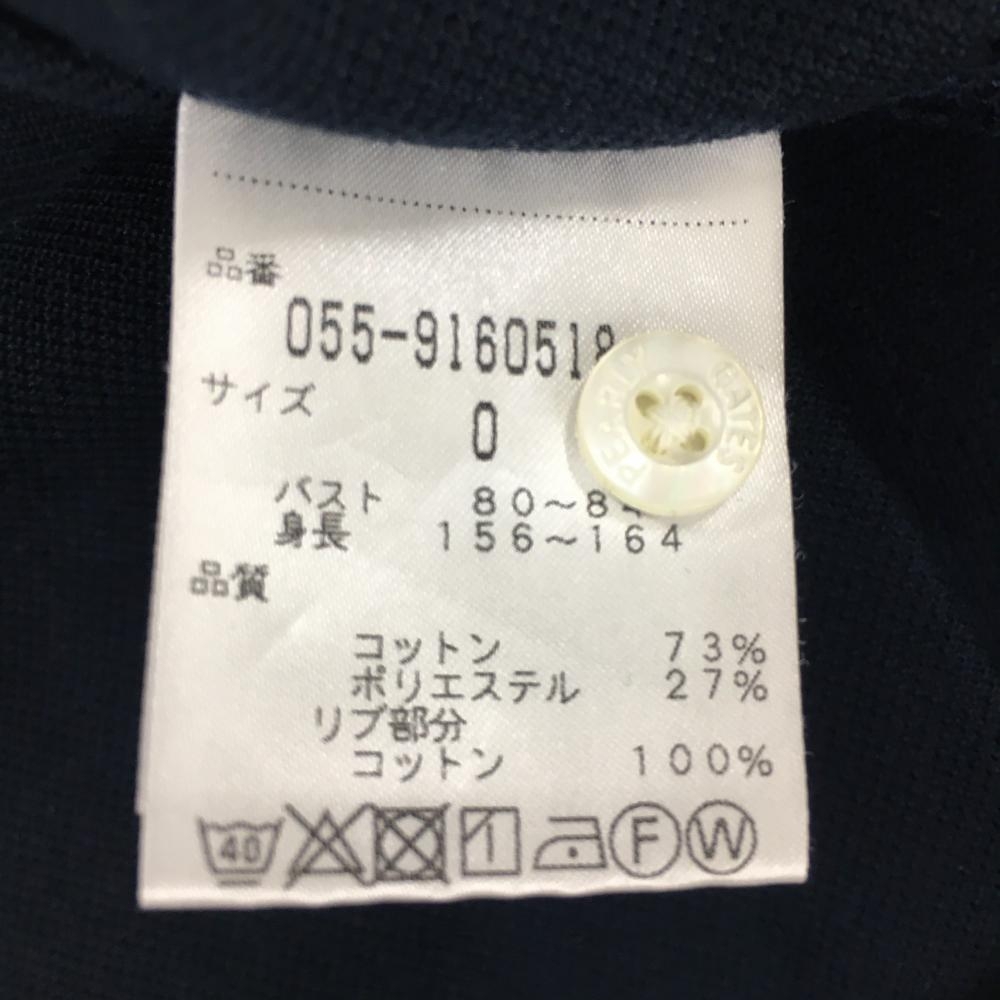 品番
055-9160518
サイズ
0
PEARLY GATES
バスト 80~84
身長 156~164
品質
コットン 73%
ポリエステル 27%
リブ部分
コットン 100%
40
F
W